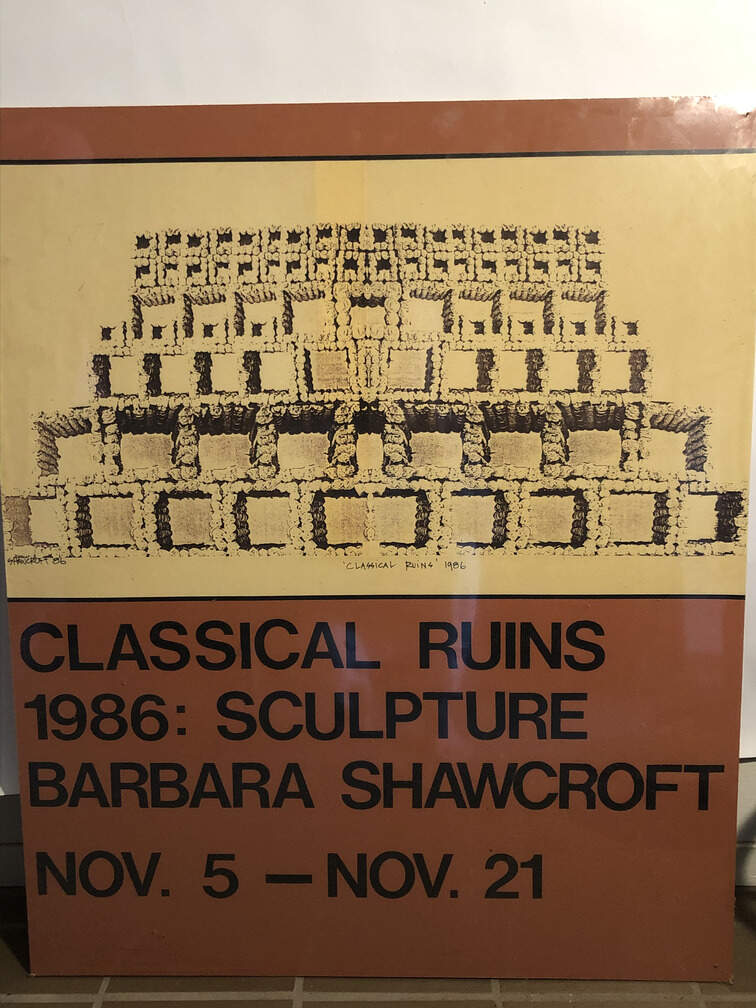 SHAWCROFT 86
'CLASSICAL RUINS' 1986
CLASSICAL RUINS
1986: SCULPTURE
BARBARA SHAWCROFT
NOV. 5 — NOV. 21